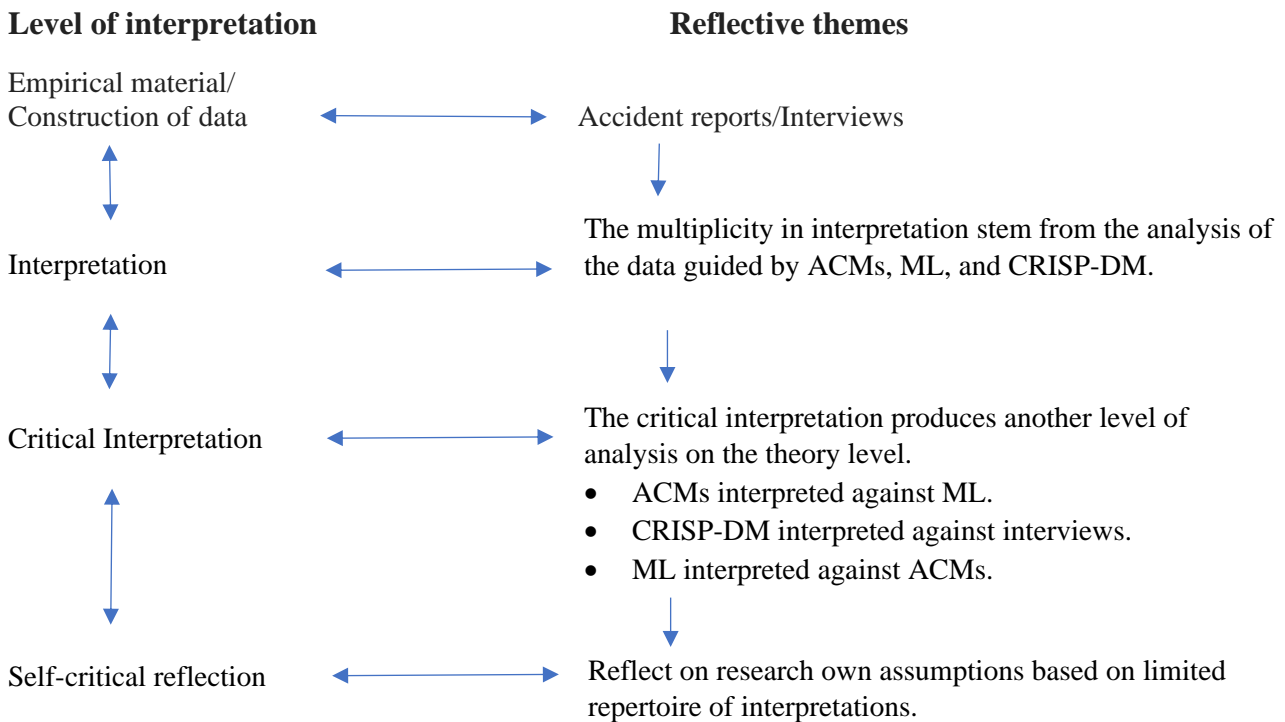 Level of interpretation
Reflective themes
Empirical material/
Construction of data
Accident reports/Interviews
Interpretation
The multiplicity in interpretation stem from the analysis of
the data guided by ACMs, ML, and CRISP-DM.
Critical Interpretation
The critical interpretation produces another level of
analysis on the theory level.
• ACMs interpreted against ML.
• CRISP-DM interpreted against interviews.
• ML interpreted against ACMs.
Self-critical reflection
Reflect on research own assumptions based on limited
repertoire of interpretations.